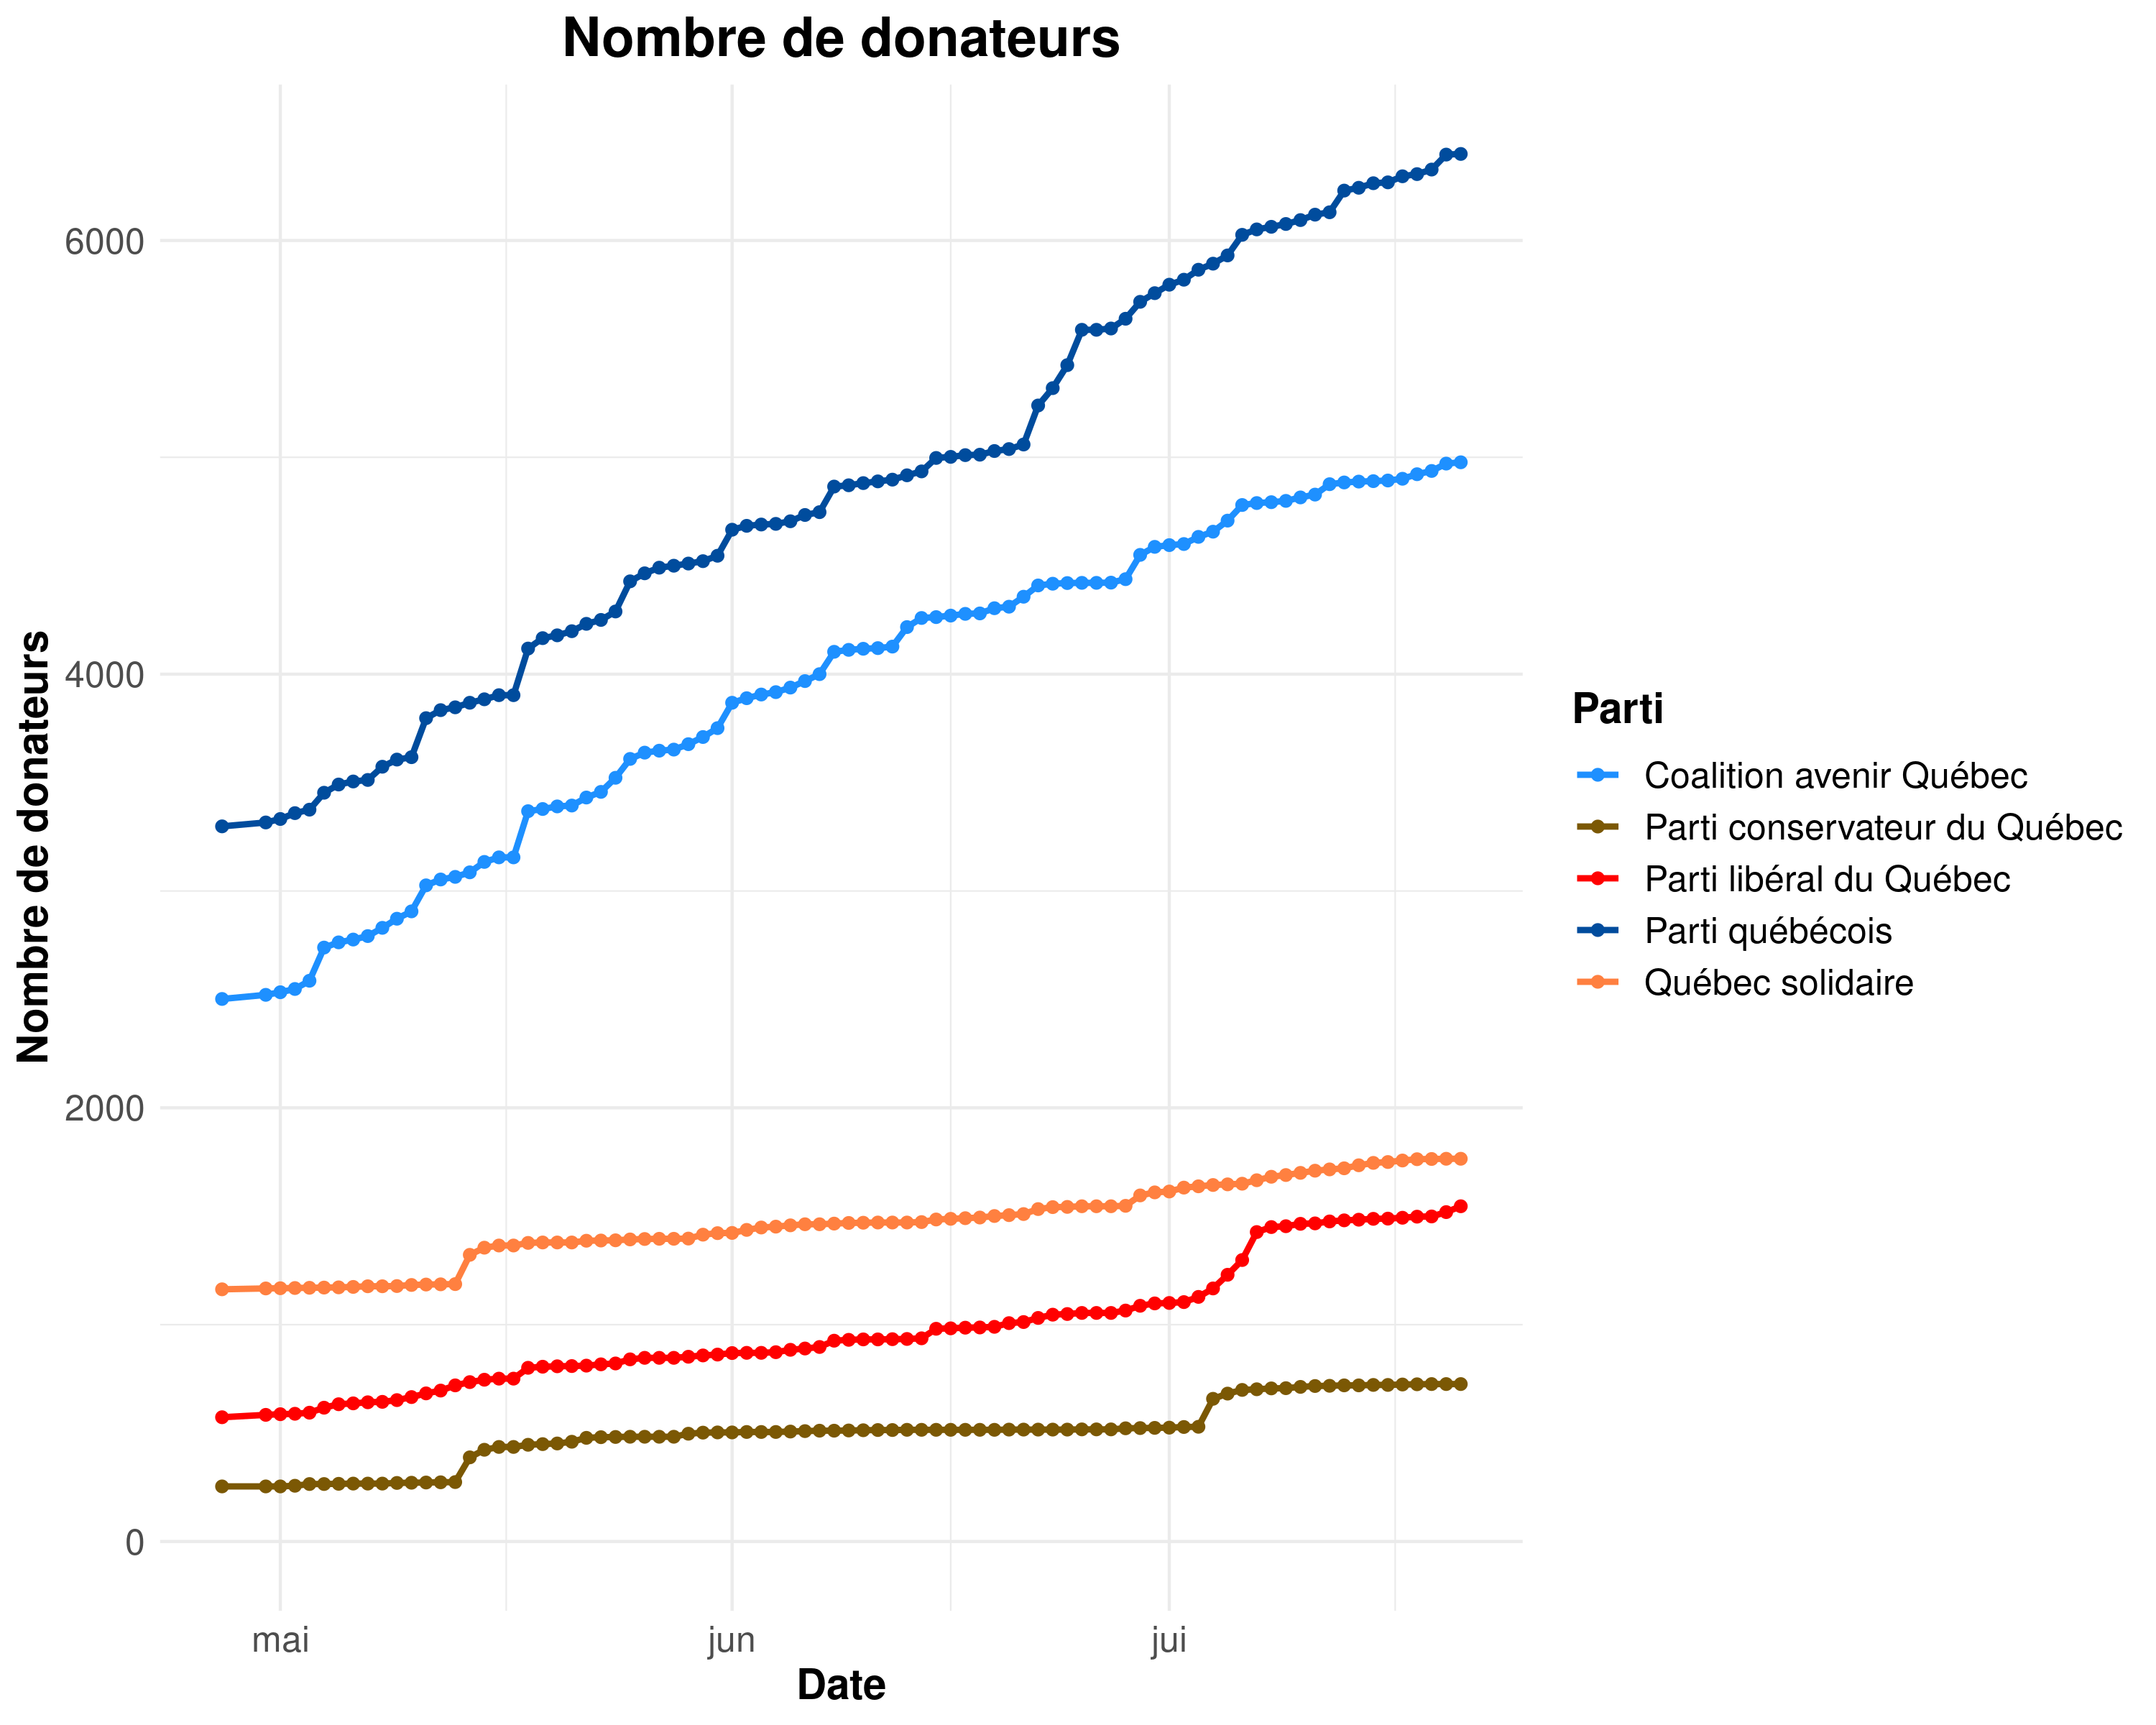 Nombre de donateurs
Nombre de donateurs
6000
4000
2000
0
mai
jun
jui
Date
Parti
Coalition avenir Québec
Parti conservateur du Québec
Parti libéral du Québec
Parti québécois
Québec solidaire